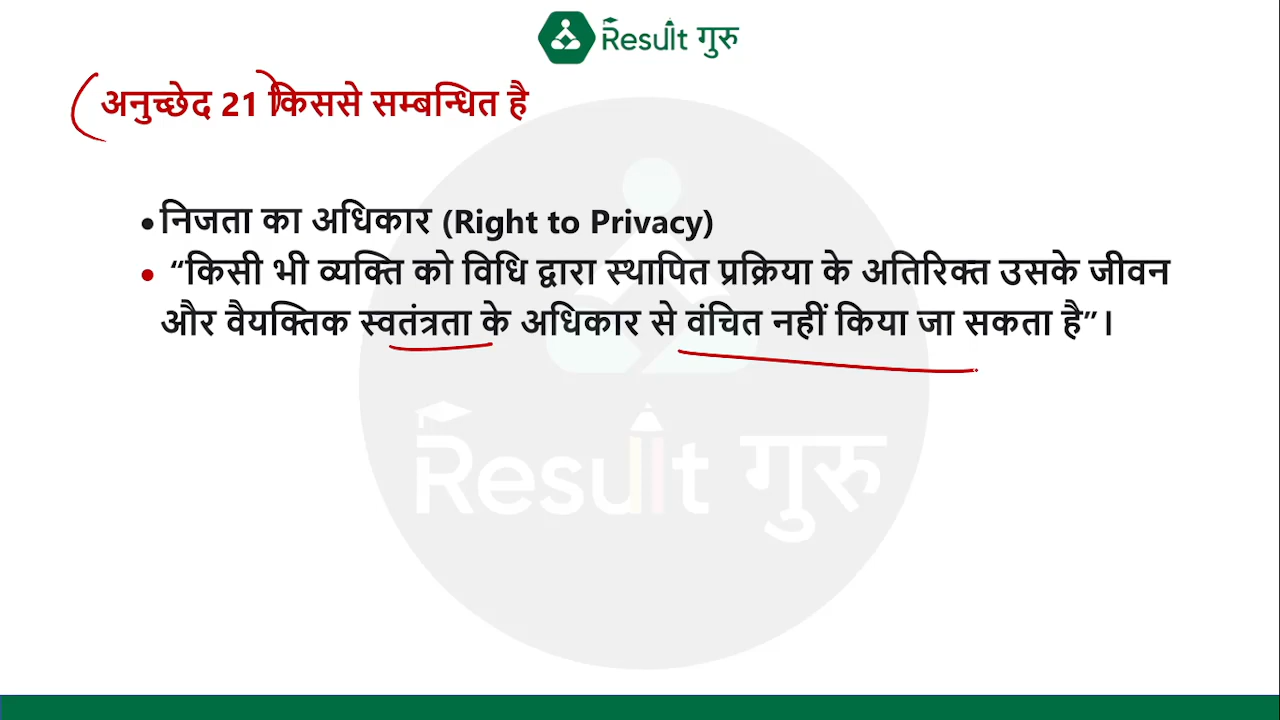 Result गुरु
अनुच्छेद 21 किससे सम्बन्धित है
• निजता का अधिकार (Right to Privacy)
• “किसी भी व्यक्ति को विधि द्वारा स्थापित प्रक्रिया के अतिरिक्त उसके जीवन
और वैयक्तिक स्वतंत्रता के अधिकार से वंचित नहीं किया जा सकता है”।
Result गुरु